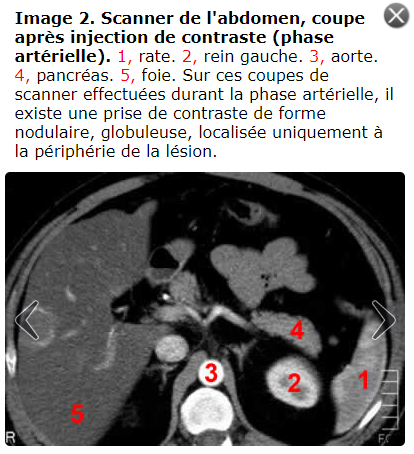 Image 2. Scanner de l'abdomen, coupe
après injection de contraste (phase
artérielle). 1, rate. 2, rein gauche. 3, aorte.
4, pancréas. 5, foie. Sur ces coupes de
scanner effectuées durant la phase artérielle, il
existe une prise de contraste de forme
nodulaire, globuleuse, localisée uniquement à
la périphérie de la lésion.
4
3
2
1
5
R